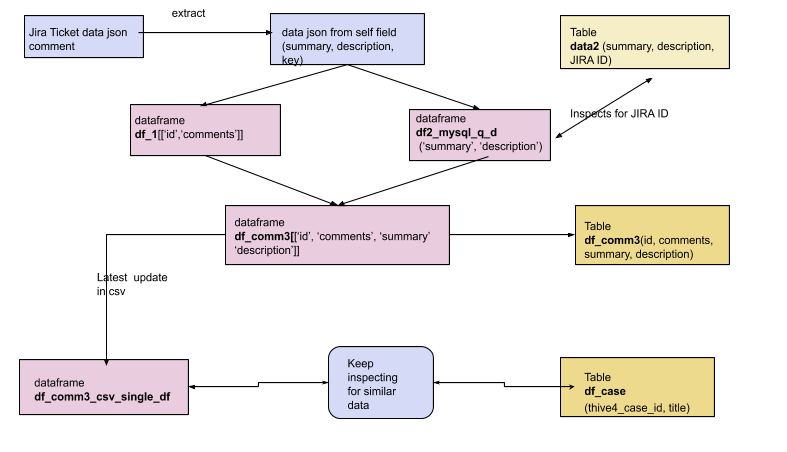 extract
Jira Ticket data json
comment
data json from self field
(summary, description,
key)
Table
data2 (summary, description,
JIRA ID)
Inspects for JIRA ID
dataframe
df_1[['id','comments']]
dataframe
df2_mysql_q_d
('summary', 'description')
dataframe
df_comm3[['id', 'comments', 'summary'
'description']]
Table
df_comm3(id, comments,
summary, description)
Latest update
in csv
dataframe
df_comm3_csv_single_df
Keep
inspecting
for similar
data
Table
df_case
(thive4_case_id, title)